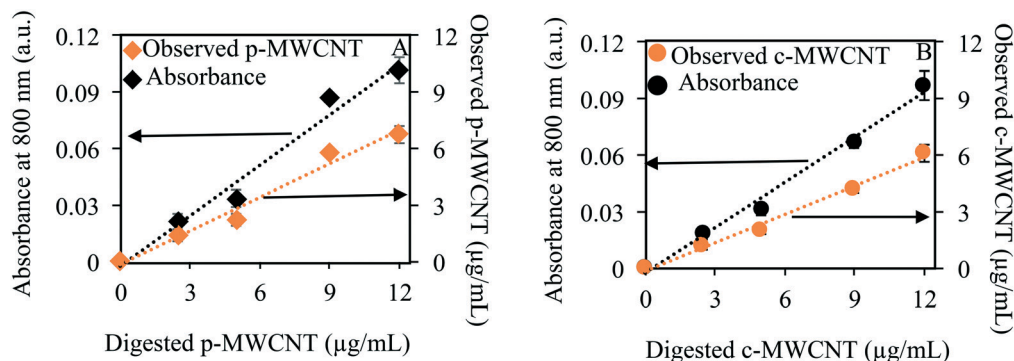 Absorbance at 800 nm (a.u.)
0.12
0.09
0.06
0.03
0
Observed p-MWCNT
Absorbance
A
12
9
6
3
0
Observed p-MWCNT (µg/mL)
0 3 6 9 12
Digested p-MWCNT (µg/mL)
Absorbance at 800 nm (a.u.)
0.12
0.09
0.06
0.03
0
Observed c-MWCNT
Absorbance
B
12
9
6
3
0
Observed c-MWCNT (µg/mL)
0 3 6 9 12
Digested c-MWCNT (µg/mL)